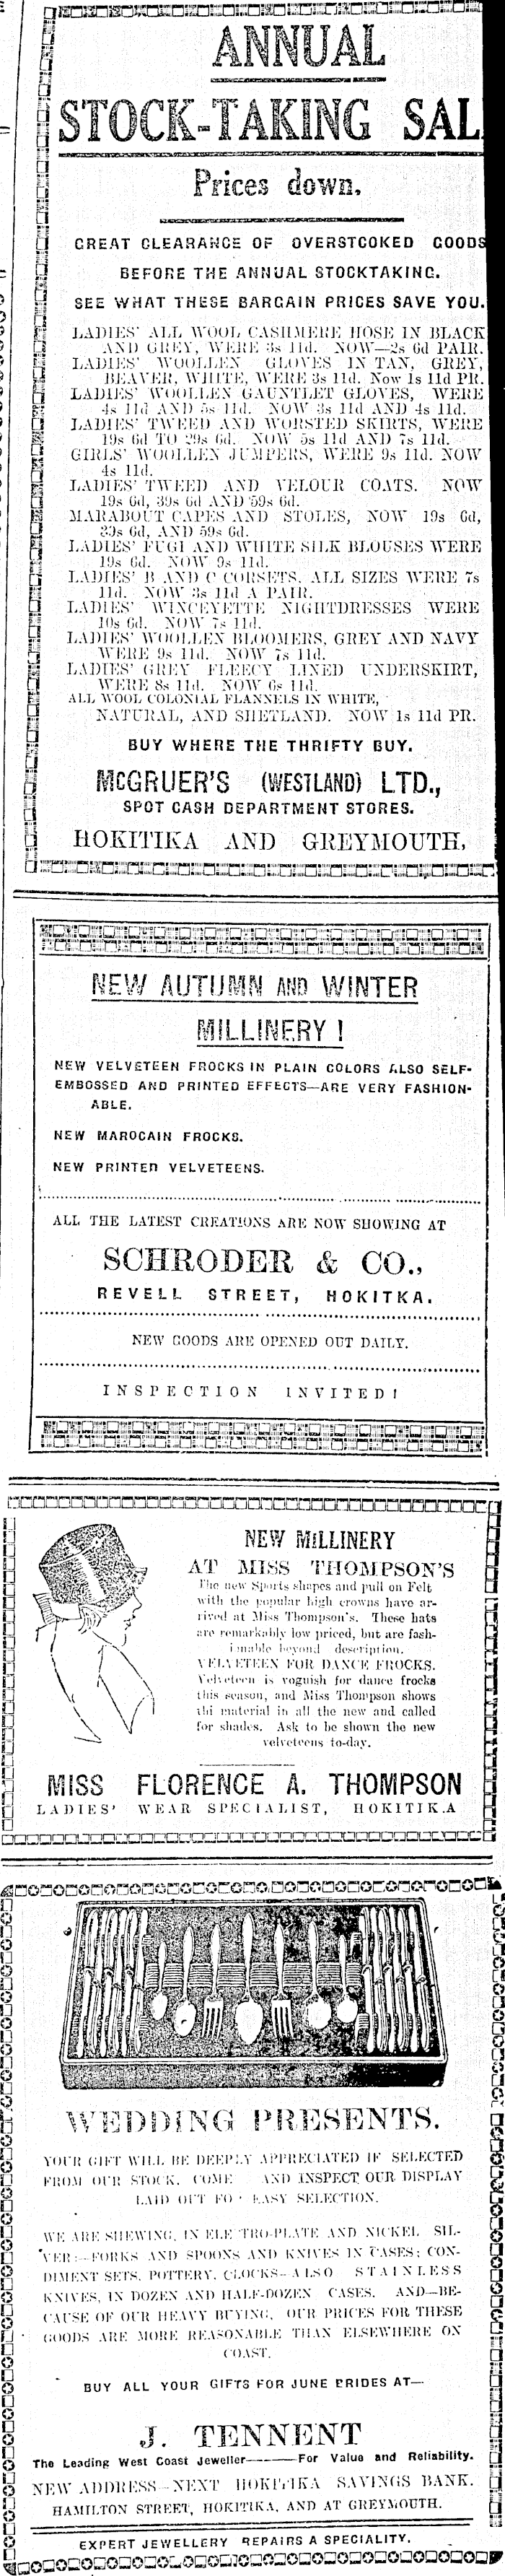 ANNUAL
STOCK-TAKING SAL
Prices down.
GREAT CLEARANCE OF OVERSTCOKED GOODS
BEFORE THE ANNUAL STOCKTAKING.
SEE WHAT THESE BARGAIN PRICES SAVE YOU.
LADIES' ALL WOOL CASHMERE HOSE IN BLACK
AND GREY, WERE 3s 11d. NOW—2s 6d PAIR.
LADIES' WOOLLEN GLOVES IN TAN, GREY,
BEAVER, WHITE, WERE 3s 11d. Now 1s 11d PR.
LADIES' WOOLLEN GAUNTLET GLOVES, WERE
4s 11d AND 5s 11d. NOW 3s 11d AND 4s 11d.
LADIES' TWEED AND WORSTED SKIRTS, WERE
19s 6d TO 29s 6d. NOW 5s 11d AND 7s 11d.
GIRLS' WOOLLEN JUMPERS, WERE 9s 11d. NOW
4s 11d.
LADIES' TWEED AND VELOUR COATS. NOW
19s 6d, 39s 6d AND 59s 6d.
MARABOUT CAPES AND STOLES, NOW 19s 6d,
6d, AND 59s 6d.
LADIES' FUGI AND WHITE SILK BLOUSES WERE
19s 6d. NOW 9s 11d.
LADIES' B AND C CORSETS. ALL SIZES WERE 7s
11d. NOW 3s 11d A PAIR.
LADIES' WINCEYETTE NIGHTDRESSES WERE
10s 6d. NOW 7s 11d.
LADIES' WOOLLEN BLOOMERS, GREY AND NAVY
WERE 9s 11d. NOW 7s 11d.
LADIES' GREY FLEECY LINED UNDERSKIRT,
WERE 8s 11d. NOW 6s 11d.
ALL WOOL COLONIAL FLANNELS IN WHITE,
NATURAL, AND SHETLAND. NOW 1s 11d PR.
BUY WHERE THE THRIFTY BUY.
McGRUER'S (WESTLAND) LTD.,
SPOT CASH DEPARTMENT STORES.
HOKITIKA AND GREYMOUTH,
NEW AUTUMN AND WINTER
MILLINERY !
NEW VELVETEEN FROCKS IN PLAIN COLORS ALSO SELF-
EMBOSSED AND PRINTED EFFECTS—ARE VERY FASHION-
ABLE.
NEW MAROCAIN FROCKS.
NEW PRINTED VELVETEENS.
ALL THE LATEST CREATIONS ARE NOW SHOWING AT
SCHRODER & CO.,
REVELL STREET, HOKITKA.
NEW GOODS ARE OPENED OUT DAILY.
INSPECTION INVITED!
NEW MILLINERY
AT MISS THOMPSON'S
The new Sports shapes and pull on Felt
with the popular high crowns have ar-
rived at Miss Thompson's. These hats
are remarkably low priced, but are fash-
ionable beyond description.
VELVETEEN FOR DANCE FROCKS.
Velveteen is voguish for dance frocks
this season, and Miss Thompson shows
thi material in all the new and called
for shades. Ask to be shown the new
velveteens to-day.
MISS FLORENCE A. THOMPSON
LADIES' WEAR SPECIALIST, HOKITIKA
WEDDING PRESENTS.
YOUR GIFT WILL BE DEEPLY APPRECIATED IF SELECTED
FROM OUR STOCK. COME AND INSPECT OUR DISPLAY
LAID OUT FO EASY SELECTION.
WE ARE SHEWING, IN ELE TRO-PLATE AND NICKEL SIL-
VER:—FORKS AND SPOONS AND KNIVES IN CASES; CON-
DIMENT SETS, POTTERY, CLOCKS—ALSO STAINLESS
KNIVES, IN DOZEN AND HALF-DOZEN CASES. AND—BE-
CAUSE OF OUR HEAVY BUYING, OUR PRICES FOR THESE
GOODS ARE MORE REASONABLE THAN ELSEWHERE ON
COAST.
BUY ALL YOUR GIFTS FOR JUNE BRIDES AT—
J. TENNENT
The Leading West Coast Jeweller———For Value and Reliability.
NEW ADDRESS—NEXT HOKITIKA SAVINGS BANK.
HAMILTON STREET, HOKITIKA, AND AT GREYMOUTH.
EXPERT JEWELLERY REPAIRS A SPECIALITY.